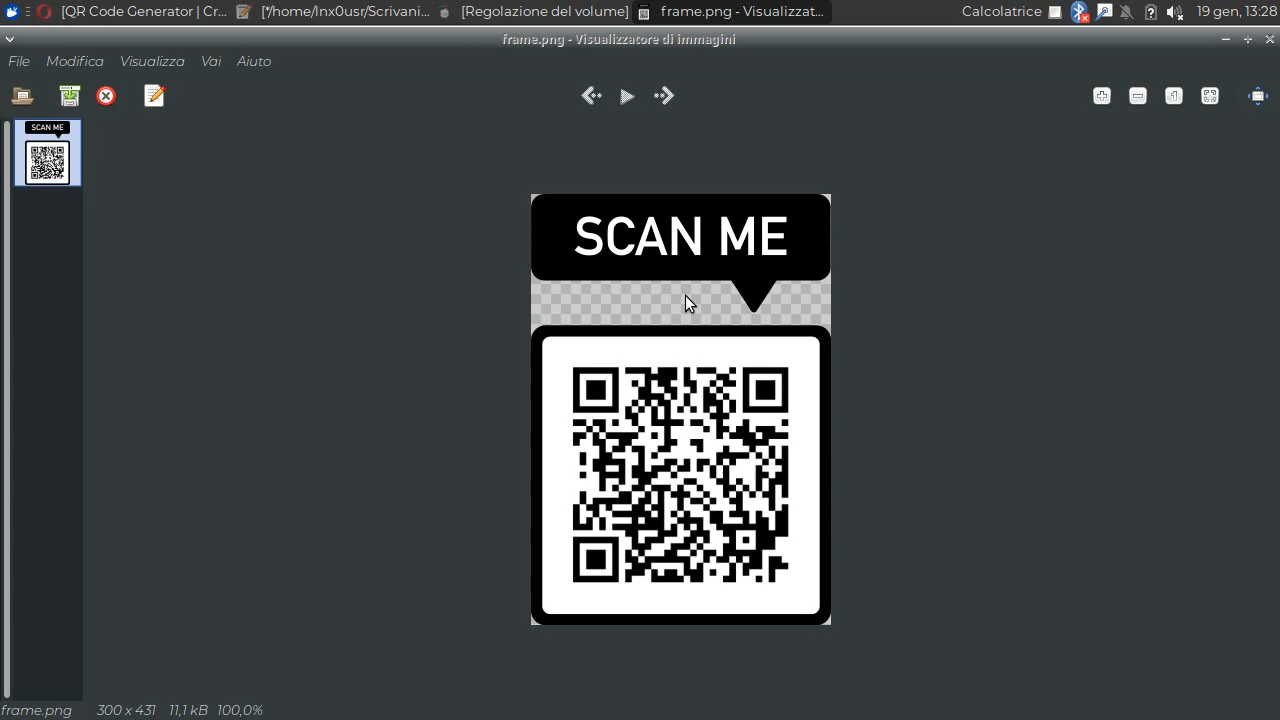 [QR Code Generator | Cr... [*/home/lnx0usr/Scrivani... [Regolazione del volume] frame.png - Visualizzat... Calcolatrice 19 gen, 13:28
frame.png - Visualizzatore di immagini
File Modifica Visualizza Vai Aiuto
SCAN ME
SCAN ME
frame.png 300 x 431 11,1 kB 100,0%